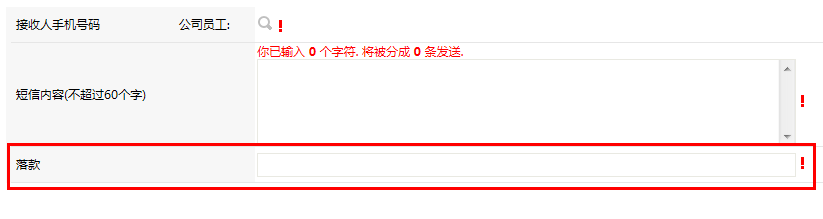 接收人手机号码 公司员工:
你已输入 0 个字符. 将被分成 0 条发送.
短信内容(不超过60个字)
落款